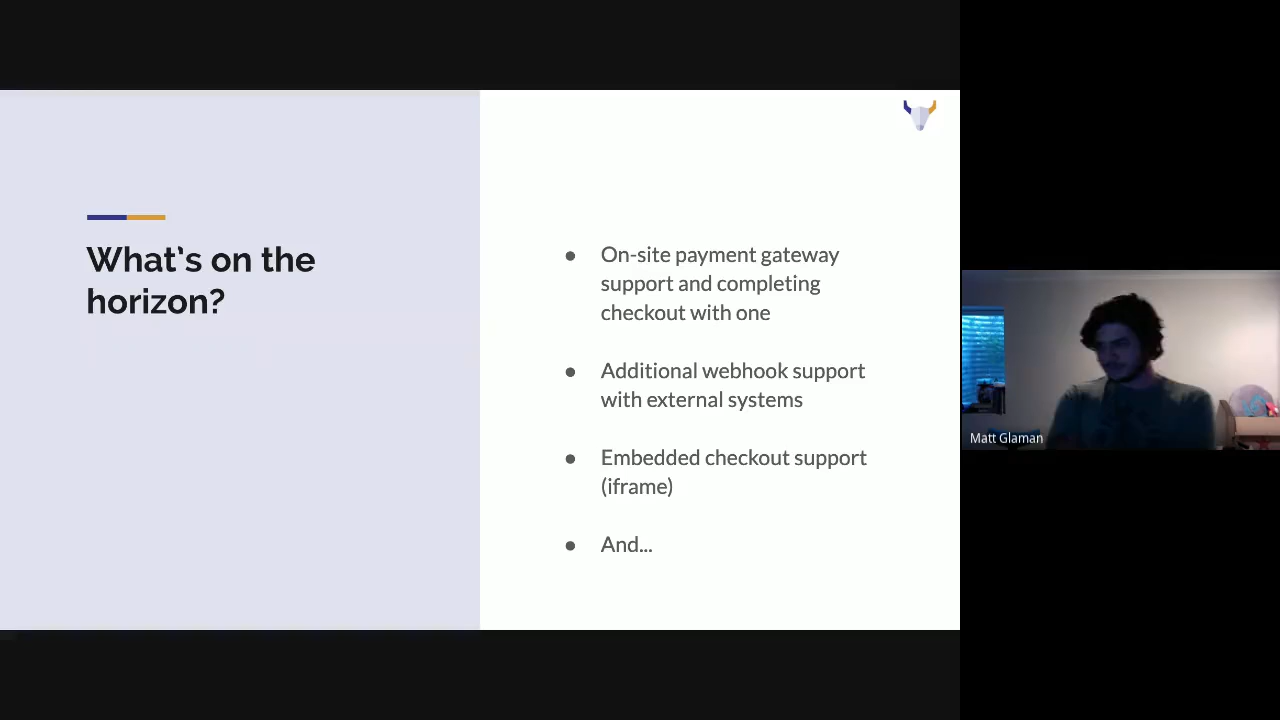 What's on the
horizon?
● On-site payment gateway
support and completing
checkout with one
● Additional webhook support
with external systems
● Embedded checkout support
(iframe)
● And...
Matt Glaman